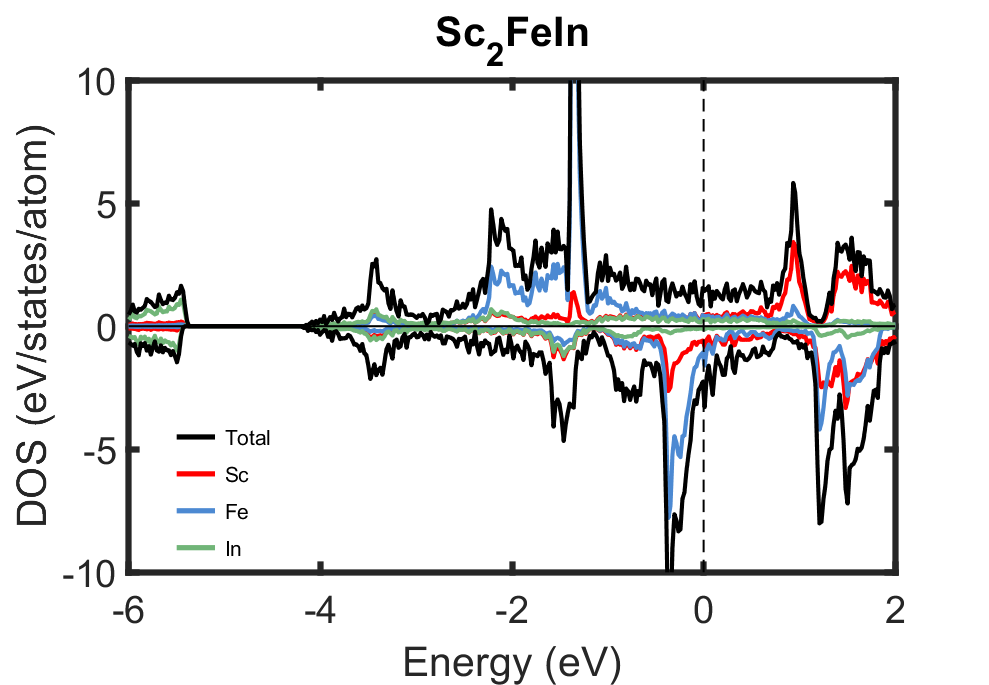 Sc2FeIn
10
5
0
-5
-10
DOS (eV/states/atom)
Total
Sc
Fe
In
-6 -4 -2 0 2
Energy (eV)